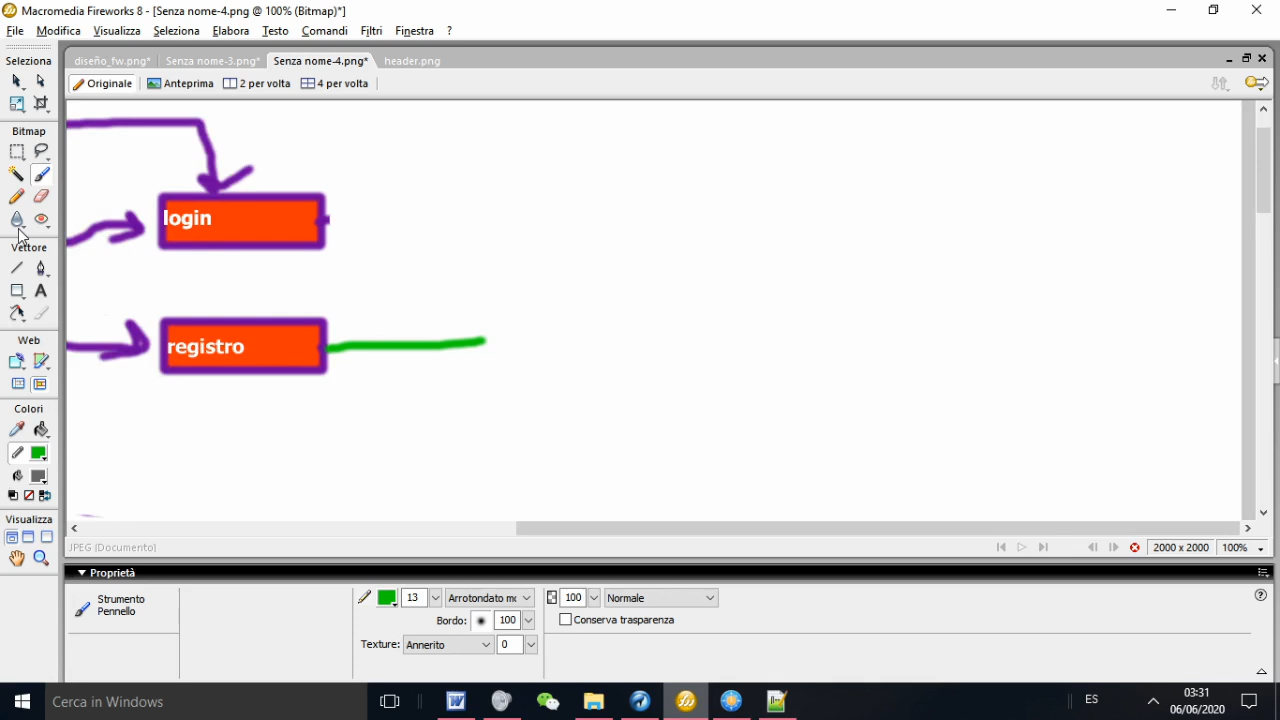 Macromedia Fireworks 8 - [Senza nome-4.png @ 100% (Bitmap)*]
File Modifica Visualizza Seleziona Elabora Testo Comandi Filtri Finestra ?
Seleziona
diseño_fw.png* Senza nome-3.png* Senza nome-4.png* header.png
Originale Anteprima 2 per volta 4 per volta
Bitmap
login
Vettore
registro
Web
Colori
Visualizza
JPEG (Documento)
2000 x 2000 100%
Proprietà
Strumento
Pennello
13 Arrotondato mo 100 Normale
Bordo: 100 Conserva trasparenza
Texture: Annerito 0
Cerca in Windows
ES
03:31
06/06/2020